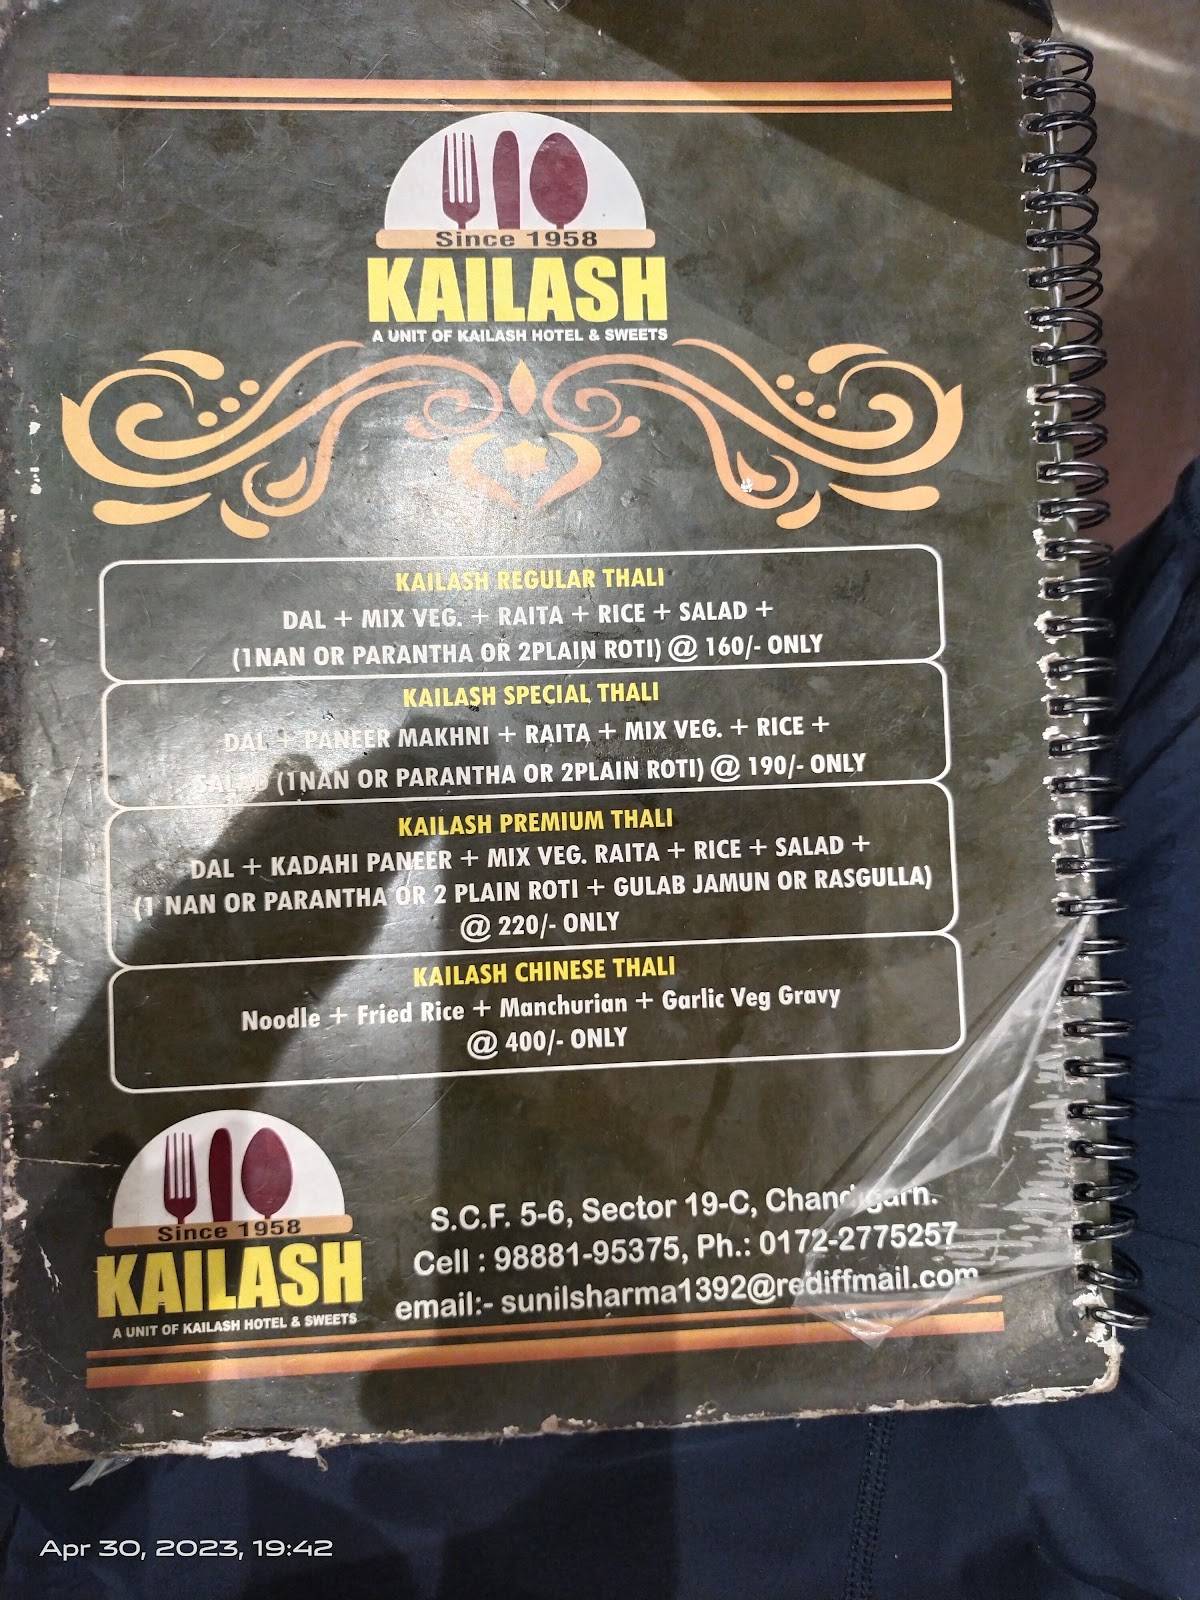 Since 1958
KAILASH
A UNIT OF KAILASH HOTEL & SWEETS
KAILASH REGULAR THALI
DAL + MIX VEG. + RAITA + RICE + SALAD +
(1NAN OR PARANTHA OR 2PLAIN ROTI) @ 160/- ONLY
KAILASH SPECIAL THALI
DAL + PANEER MAKHNI + RAITA + MIX VEG. + RICE +
SALAD (1NAN OR PARANTHA OR 2PLAIN ROTI) @ 190/- ONLY
KAILASH PREMIUM THALI
DAL + KADAHI PANEER + MIX VEG. RAITA + RICE + SALAD +
(1 NAN OR PARANTHA OR 2 PLAIN ROTI + GULAB JAMUN OR RASGULLA)
@ 220/- ONLY
KAILASH CHINESE THALI
Noodle + Fried Rice + Manchurian + Garlic Veg Gravy
@ 400/- ONLY
Since 1958
KAILASH
A UNIT OF KAILASH HOTEL & SWEETS
S.C.F. 5-6, Sector 19-C, Chandigarh.
Cell : 98881-95375, Ph.: 0172-2775257
email:- sunilsharma1392@rediffmail.com
Apr 30, 2023, 19:42